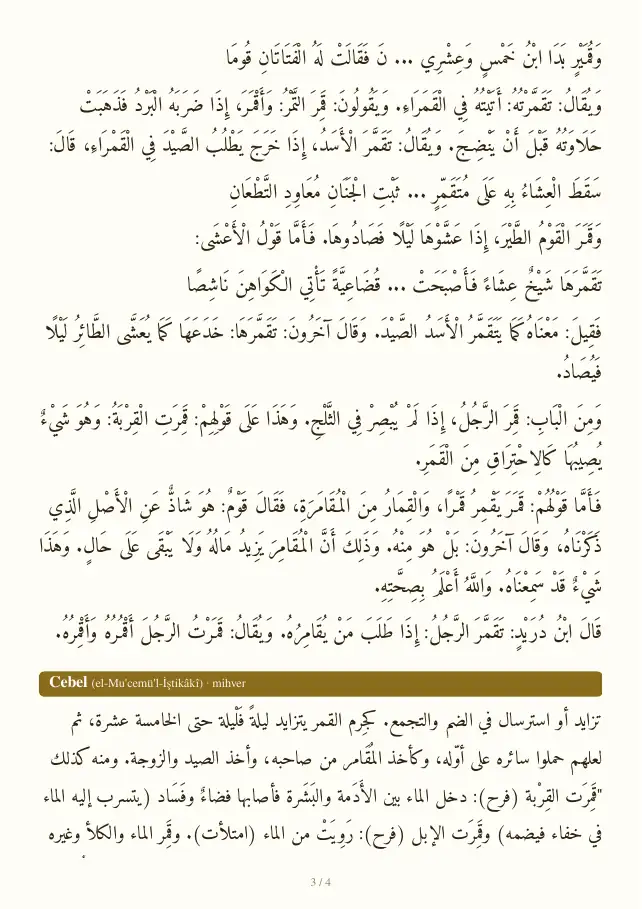 وَقُمَيْرٍ بَدَا ابْنُ خَمْسٍ وَعِشْرِي ... نَ فَقَالَتْ لَهُ الْفَتَاتَانِ قُومَا
وَيُقَالُ: تَقَمَّرْتُهُ: أَتَيْتُهُ فِي الْقَمَرَاءِ. وَيَقُولُونَ: قَمِرَ التَّمْرُ: وَأَقْمَرَ، إِذَا ضَرَبَهُ الْبَرْدُ فَذَهَبَتْ
حَلَاوَتُهُ قَبْلَ أَنْ يَنْضِجَ. وَيُقَالُ: تَقَمَّرَ الْأَسَدُ، إِذَا خَرَجَ يَطْلُبُ الصَّيْدَ فِي الْقَمْرَاءِ، قَالَ:
سَقَطَ الْعِشَاءُ بِهِ عَلَى مُتَقَمِّرٍ ... ثَبْتِ الْجَنَانِ مُعَاوِدِ التَّطْعَانِ
وَقَمَرَ الْقَوْمُ الطَّيْرَ، إِذَا عَشَّوْهَا لَيْلًا فَصَادُوهَا. فَأَمَّا قَوْلُ الْأَعْشَى:
تَقَمَّرَهَا شَيْخٌ عِشَاءً فَأَصْبَحَتْ ... قُضَاعِيَّةً تَأْتِي الْكَوَاهِنَ نَاشِصًا
فَقِيلَ: مَعْنَاهُ كَمَا يَتَقَمَّرُ الْأَسَدُ الصَّيْدَ. وَقَالَ آخَرُونَ: تَقَمَّرَهَا: خَدَعَهَا كَمَا يُعَشَّى الطَّائِرُ لَيْلًا
فَيُصَادُ.
وَمِنَ الْبَابِ: قَمِرَ الرَّجُلُ، إِذَا لَمْ يُبْصِرْ فِي الثَّلْجِ. وَهَذَا عَلَى قَوْلِهِمْ: قَمِرَتِ الْقِرْبَةُ: وَهُوَ شَيْءٌ
يُصِيبُهَا كَالِاحْتِرَاقِ مِنَ الْقَمَرِ.
فَأَمَّا قَوْلُهُمْ: قَمَرَ يَقْمِرُ قَمْرًا، وَالْقِمَارُ مِنَ الْمُقَامَرَةِ، فَقَالَ قَوْمٌ: هُوَ شَاذٌّ عَنِ الْأَصْلِ الَّذِي
ذَكَرْنَاهُ، وَقَالَ آخَرُونَ: بَلْ هُوَ مِنْهُ. وَذَلِكَ أَنَّ الْمُقَامِرَ يَزِيدُ مَالُهُ وَلَا يَبْقَى عَلَى حَالٍ. وَهَذَا
شَيْءٌ قَدْ سَمِعْنَاهُ. وَاللَّهُ أَعْلَمُ بِصِحَّتِهِ.
قَالَ ابْنُ دُرَيْدٍ: تَقَمَّرَ الرَّجُلُ: إِذَا طَلَبَ مَنْ يُقَامِرُهُ. وَيُقَالُ: قَمَرْتُ الرَّجُلَ أَقْمُرُهُ وَأَقْمِرُهُ.
Cebel (el-Mu'cemü'l-İştikâkî) · mihver
تزايد أو استرسال في الضم والتجمع. كجِرم القمر يتزايد ليلةً فَلَيلة حتى الخامسة عشرة، ثم
لعلهم حملوا سائره على أوّله، وكأخذ المُقَامر من صاحبه، وأخذ الصيد والزوجة. ومنه كذلك
"قَمِرَت القِرْبة (فرح): دخل الماء بين الأَدَمة والبَشَرة فأصابها فضاءٌ وفَسَاد (يتسرب إليه الماء
في خفاء فيضمه) وقَمِرَت الإبل (فرح): رَوِيَتْ من الماء (امتلأت). وقَمِر الماء والكلأ وغيره
3 / 4